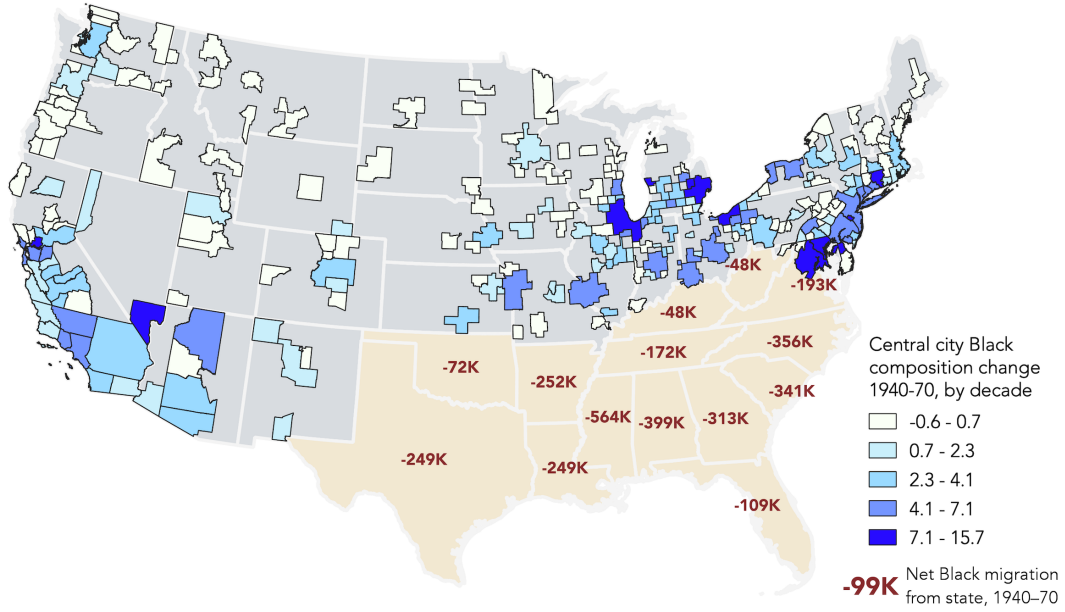 -48K
-193K
-48K
-356K
-172K
-72K
-252K
-341K
-564K
-399K
-313K
-249K
-249K
-109K
Central city Black
composition change
1940-70, by decade
-0.6 - 0.7
0.7 - 2.3
2.3 - 4.1
4.1 - 7.1
7.1 - 15.7
-99K Net Black migration
from state, 1940–70